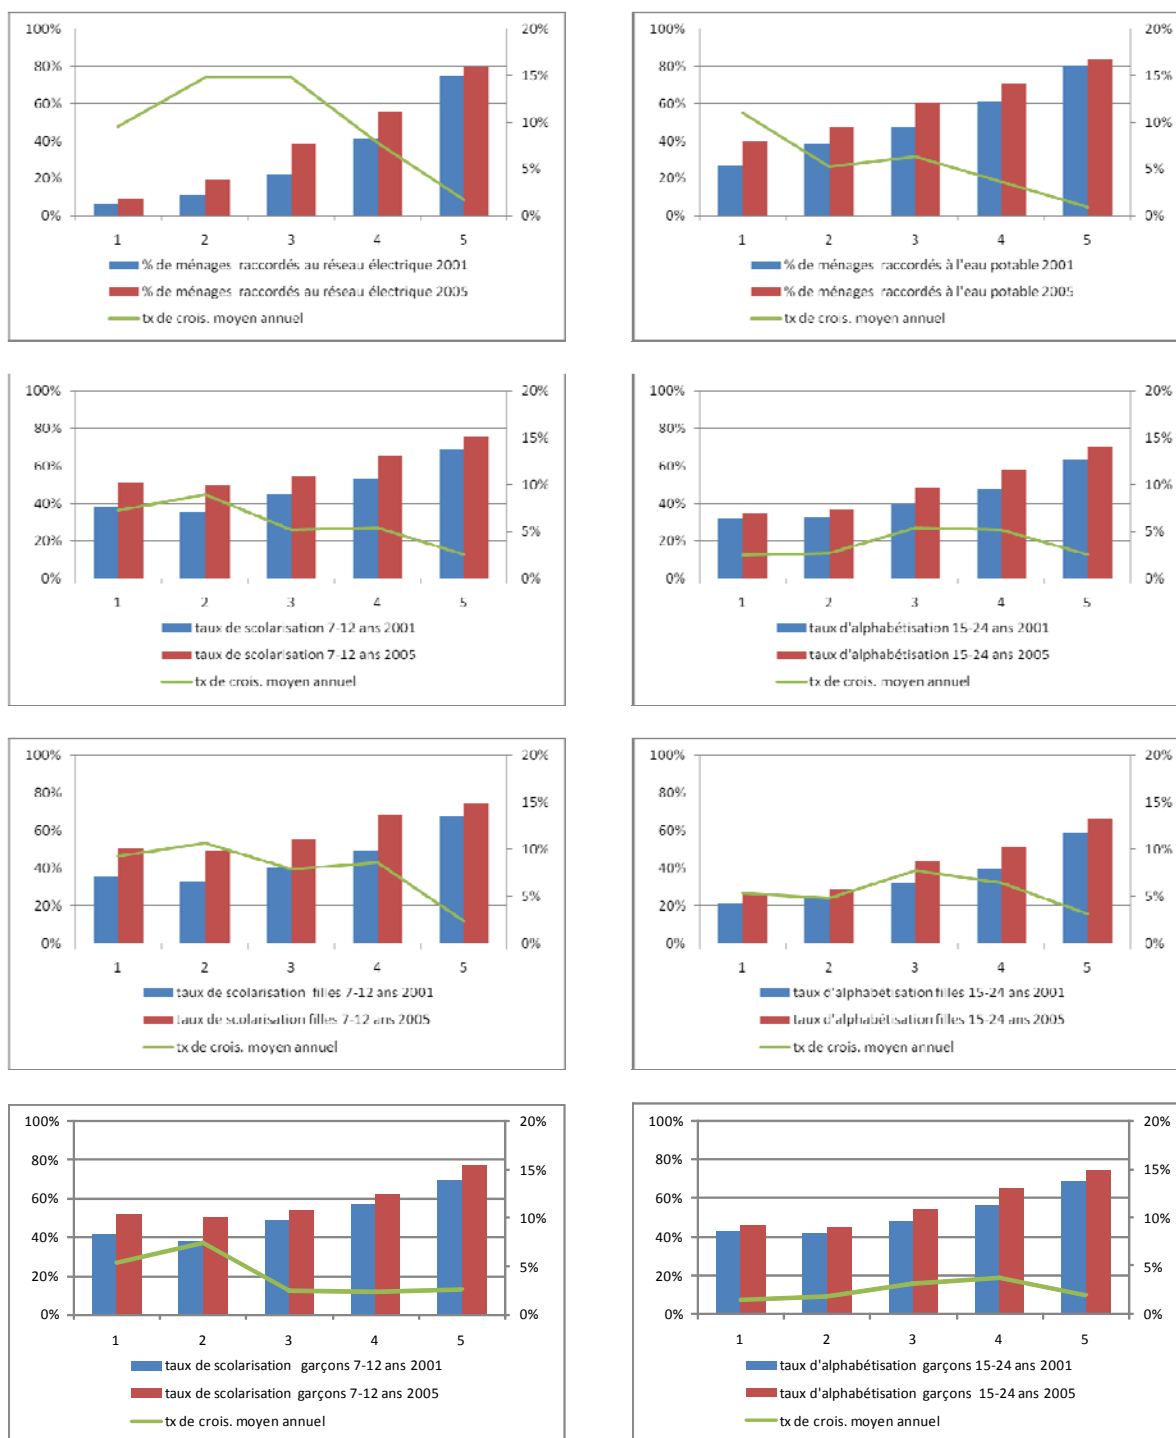 100%
80%
60%
40%
20%
0%
20%
15%
10%
5%
0%
1 2 3 4 5
% de ménages raccordés au réseau électrique 2001
% de ménages raccordés au réseau électrique 2005
tx de crois. moyen annuel
100%
80%
60%
40%
20%
0%
20%
15%
10%
5%
0%
1 2 3 4 5
% de ménages raccordés à l'eau potable 2001
% de ménages raccordés à l'eau potable 2005
tx de crois. moyen annuel
100%
80%
60%
40%
20%
0%
20%
15%
10%
5%
0%
1 2 3 4 5
taux de scolarisation 7-12 ans 2001
taux de scolarisation 7-12 ans 2005
tx de crois. moyen annuel
100%
80%
60%
40%
20%
0%
20%
15%
10%
5%
0%
1 2 3 4 5
taux d'alphabétisation 15-24 ans 2001
taux d'alphabétisation 15-24 ans 2005
tx de crois. moyen annuel
100%
80%
60%
40%
20%
0%
20%
15%
10%
5%
0%
1 2 3 4 5
taux de scolarisation filles 7-12 ans 2001
taux de scolarisation filles 7-12 ans 2005
tx de crois. moyen annuel
100%
80%
60%
40%
20%
0%
20%
15%
10%
5%
0%
1 2 3 4 5
taux d'alphabétisation filles 15-24 ans 2001
taux d'alphabétisation filles 15-24 ans 2005
tx de crois. moyen annuel
100%
80%
60%
40%
20%
0%
20%
15%
10%
5%
0%
1 2 3 4 5
taux de scolarisation garçons 7-12 ans 2001
taux de scolarisation garçons 7-12 ans 2005
tx de crois. moyen annuel
100%
80%
60%
40%
20%
0%
20%
15%
10%
5%
0%
1 2 3 4 5
taux d'alphabétisation garçons 15-24 ans 2001
taux d'alphabétisation garçons 15-24 ans 2005
tx de crois. moyen annuel